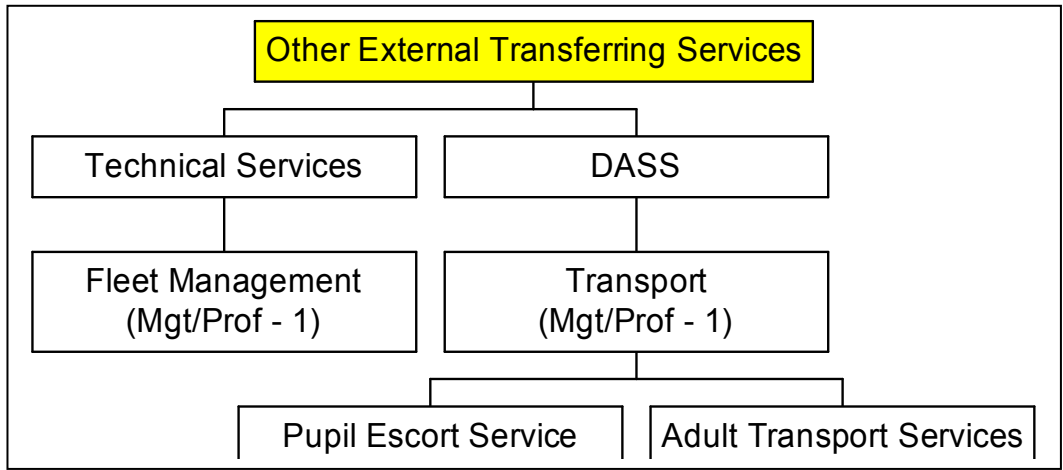 Other External Transferring Services
Technical Services
DASS
Fleet Management
(Mgt/Prof - 1)
Transport
(Mgt/Prof - 1)
Pupil Escort Service
Adult Transport Services